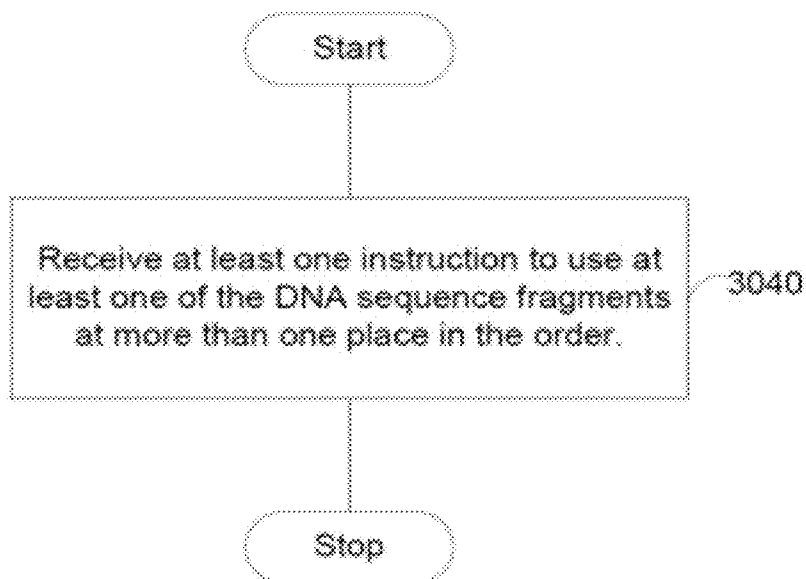 Start
Receive at least one instruction to use at
least one of the DNA sequence fragments
at more than one place in the order.
3040
Stop